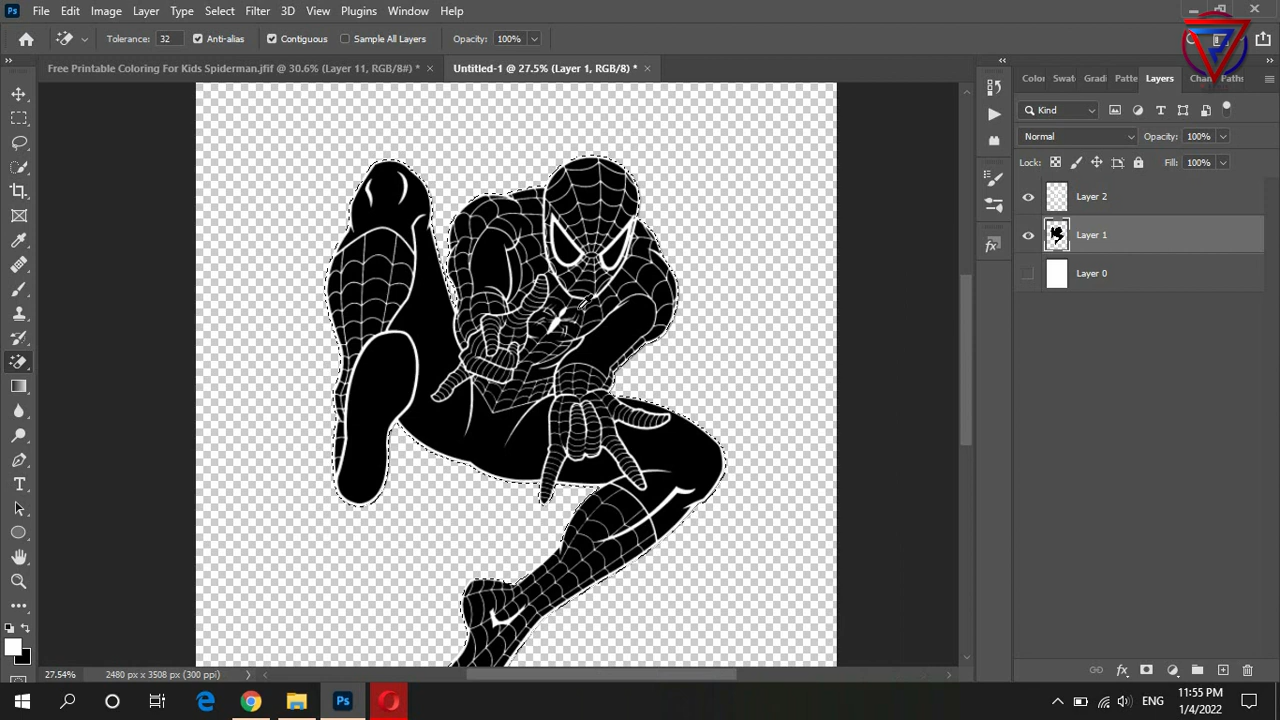 Ps File Edit Image Layer Type Select Filter 3D View Plugins Window Help
Tolerance: 32 Anti-alias Contiguous Sample All Layers Opacity: 100%
Free Printable Coloring For Kids Spiderman.jfif @ 30.6% (Layer 11, RGB/8#) * × Untitled-1 @ 27.5% (Layer 1, RGB/8) * ×
Color Swat Gradi Patte Layers Chan Paths
Kind
Normal Opacity: 100%
Lock: Fill: 100%
Layer 2
Layer 1
Layer 0
27.54% 2480 px x 3508 px (300 ppi)
Ps ENG 11:55 PM
1/4/2022